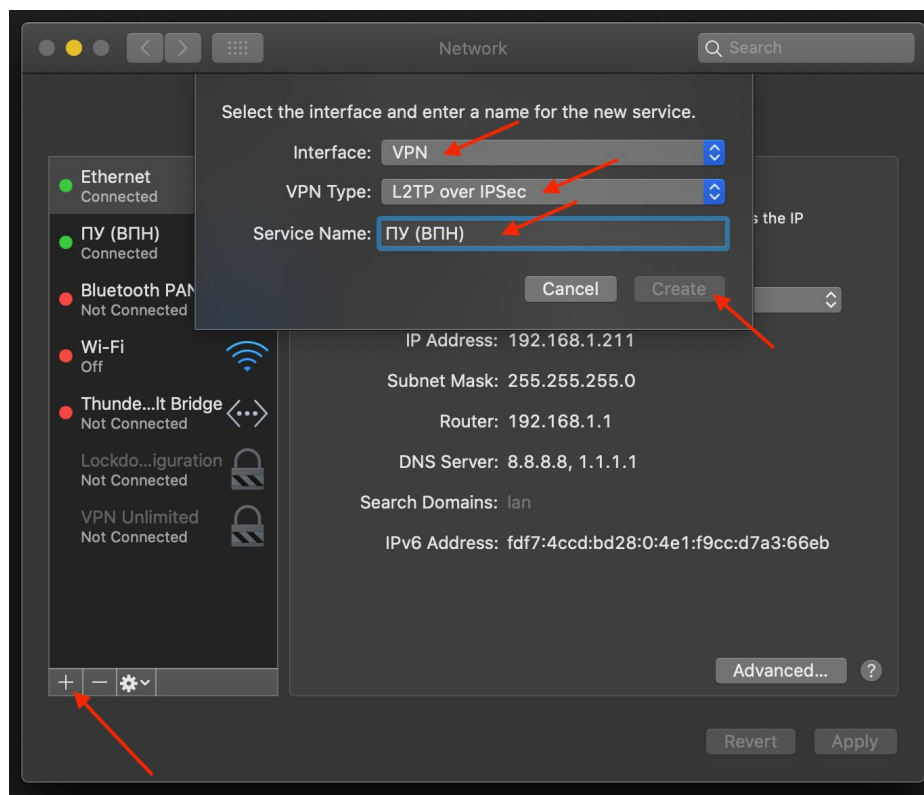 Network
Search
Select the interface and enter a name for the new service.
Interface: VPN
VPN Type: L2TP over IPSec
Service Name: ПУ (ВПН)
Cancel Create
Ethernet
Connected
ПУ (ВПН)
Connected
Bluetooth PAN
Not Connected
Wi-Fi
Off
Thunde...lt Bridge
Not Connected
Lockdo...iguration
Not Connected
VPN Unlimited
Not Connected
s the IP
IP Address: 192.168.1.211
Subnet Mask: 255.255.255.0
Router: 192.168.1.1
DNS Server: 8.8.8.8, 1.1.1.1
Search Domains: lan
IPv6 Address: fdf7:4ccd:bd28:0:4e1:f9cc:d7a3:66eb
Advanced... ?
Revert Apply